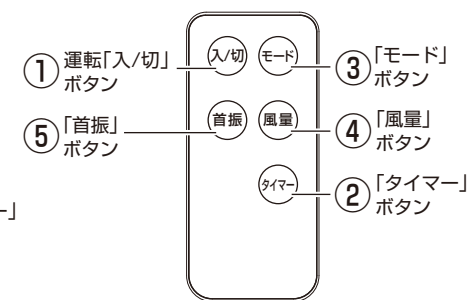 ① 運転「入/切」
ボタン
入/切
モード
③ 「モード」
ボタン
⑤ 「首振」
ボタン
首振
風量
④ 「風量」
ボタン
タイマー
② 「タイマー」
ボタン
ー」